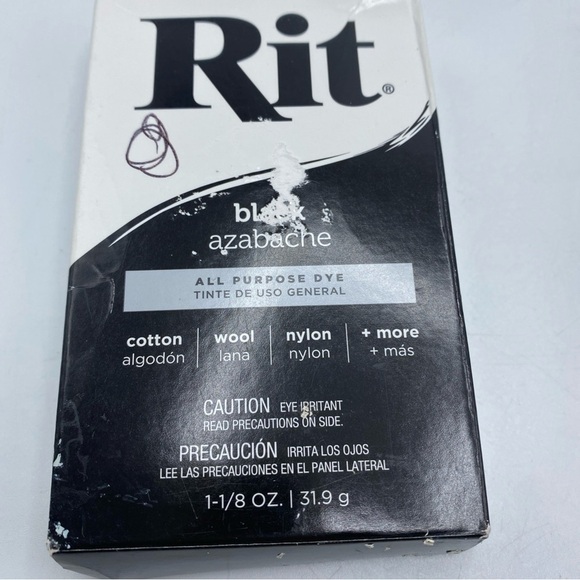 Rit®
black
azabache
ALL PURPOSE DYE
TINTE DE USO GENERAL
cotton | wool | nylon | + more
algodón | lana | nylon | + más
CAUTION EYE IRRITANT
READ PRECAUTIONS ON SIDE.
PRECAUCIÓN IRRITA LOS OJOS
LEE LAS PRECAUCIONES EN EL PANEL LATERAL
1-1/8 OZ. | 31.9 g